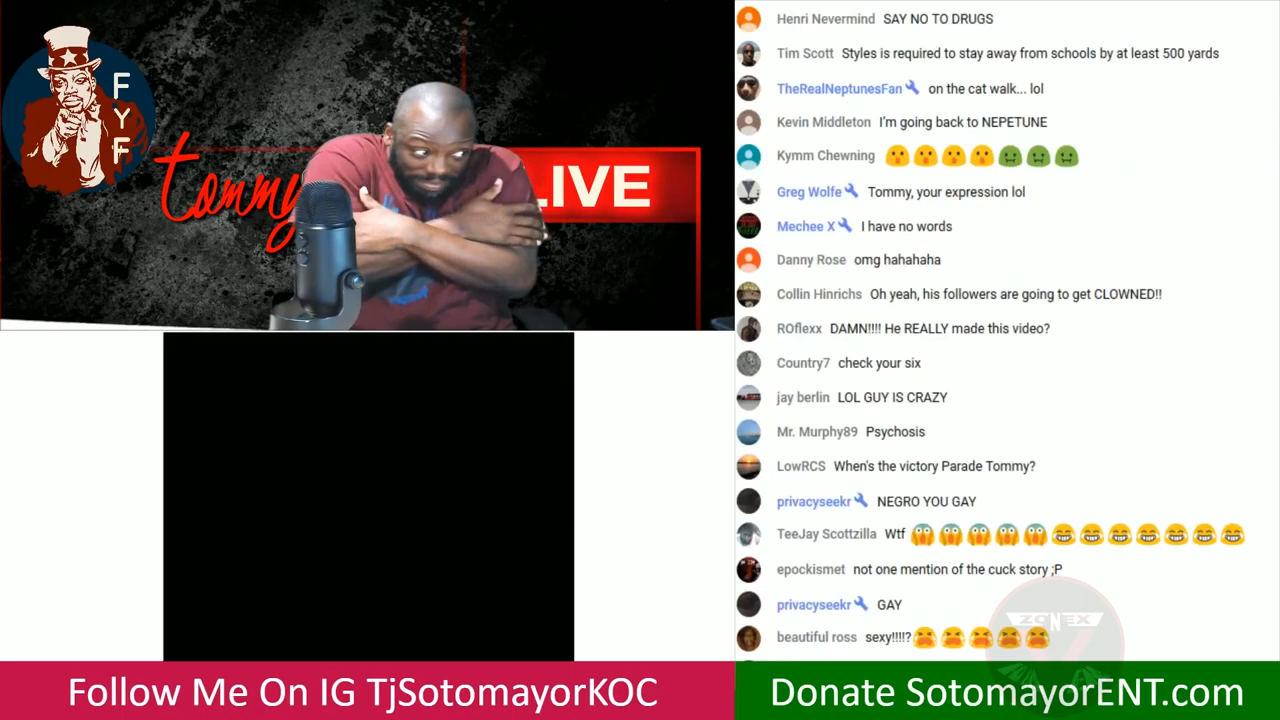 FYF
tommy
LIVE
Henri Nevermind SAY NO TO DRUGS
Tim Scott Styles is required to stay away from schools by at least 500 yards
TheRealNeptunesFan on the cat walk... lol
Kevin Middleton I'm going back to NEPETUNE
Kymm Chewning
Greg Wolfe Tommy, your expression lol
Mechee X I have no words
Danny Rose omg hahahaha
Collin Hinrichs Oh yeah, his followers are going to get CLOWNED!!
ROflexx DAMN!!!! He REALLY made this video?
Country7 check your six
jay berlin LOL GUY IS CRAZY
Mr. Murphy89 Psychosis
LowRCS When's the victory Parade Tommy?
privacyseekr NEGRO YOU GAY
TeeJay Scottzilla Wtf
epockismet not one mention of the cuck story ;P
privacyseekr GAY
ZONEX
beautiful ross sexy!!!!?
Follow Me On IG TjSotomayorKOC
Donate SotomayorENT.com